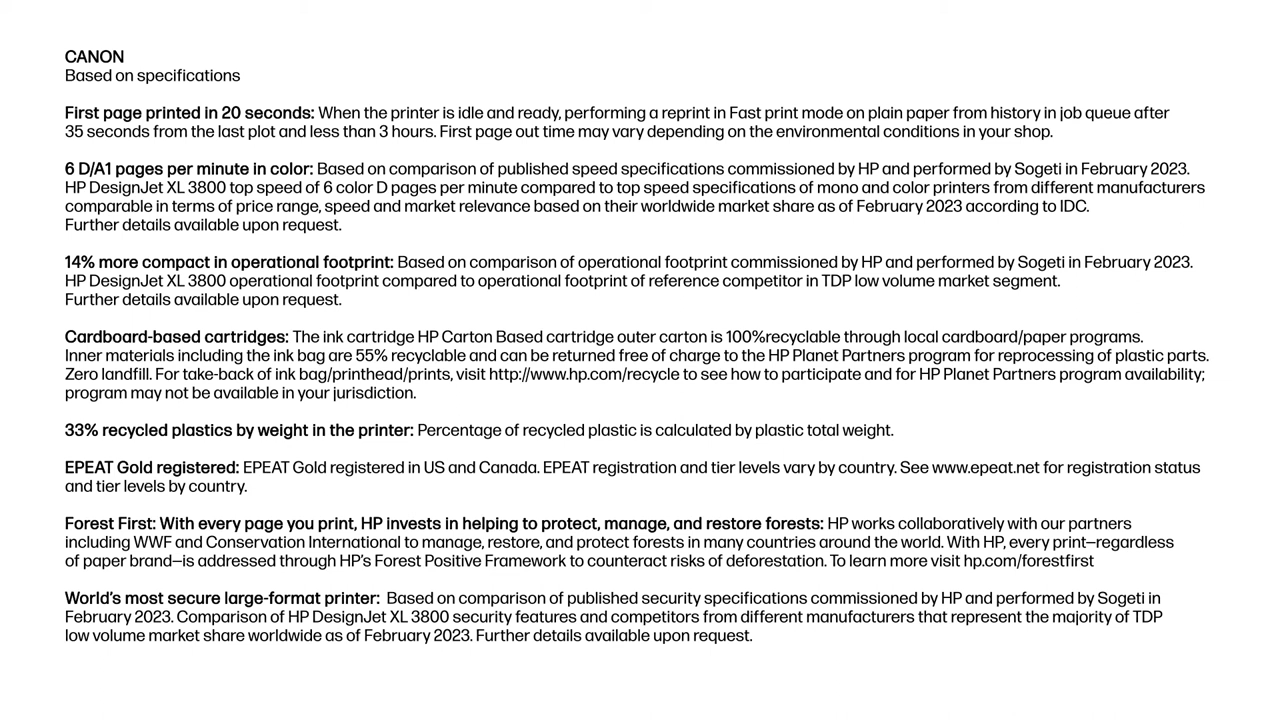 CANON
Based on specifications
First page printed in 20 seconds: When the printer is idle and ready, performing a reprint in Fast print mode on plain paper from history in job queue after
35 seconds from the last plot and less than 3 hours. First page out time may vary depending on the environmental conditions in your shop.
6 D/A1 pages per minute in color: Based on comparison of published speed specifications commissioned by HP and performed by Sogeti in February 2023.
HP DesignJet XL 3800 top speed of 6 color D pages per minute compared to top speed specifications of mono and color printers from different manufacturers
comparable in terms of price range, speed and market relevance based on their worldwide market share as of February 2023 according to IDC.
Further details available upon request.
14% more compact in operational footprint: Based on comparison of operational footprint commissioned by HP and performed by Sogeti in February 2023.
HP DesignJet XL 3800 operational footprint compared to operational footprint of reference competitor in TDP low volume market segment.
Further details available upon request.
Cardboard-based cartridges: The ink cartridge HP Carton Based cartridge outer carton is 100%recyclable through local cardboard/paper programs.
Inner materials including the ink bag are 55% recyclable and can be returned free of charge to the HP Planet Partners program for reprocessing of plastic parts.
Zero landfill. For take-back of ink bag/printhead/prints, visit http://www.hp.com/recycle to see how to participate and for HP Planet Partners program availability;
program may not be available in your jurisdiction.
33% recycled plastics by weight in the printer: Percentage of recycled plastic is calculated by plastic total weight.
EPEAT Gold registered: EPEAT Gold registered in US and Canada. EPEAT registration and tier levels vary by country. See www.epeat.net for registration status
and tier levels by country.
Forest First: With every page you print, HP invests in helping to protect, manage, and restore forests: HP works collaboratively with our partners
including WWF and Conservation International to manage, restore, and protect forests in many countries around the world. With HP, every print—regardless
of paper brand—is addressed through HP's Forest Positive Framework to counteract risks of deforestation. To learn more visit hp.com/forestfirst
World's most secure large-format printer: Based on comparison of published security specifications commissioned by HP and performed by Sogeti in
February 2023. Comparison of HP DesignJet XL 3800 security features and competitors from different manufacturers that represent the majority of TDP
low volume market share worldwide as of February 2023. Further details available upon request.